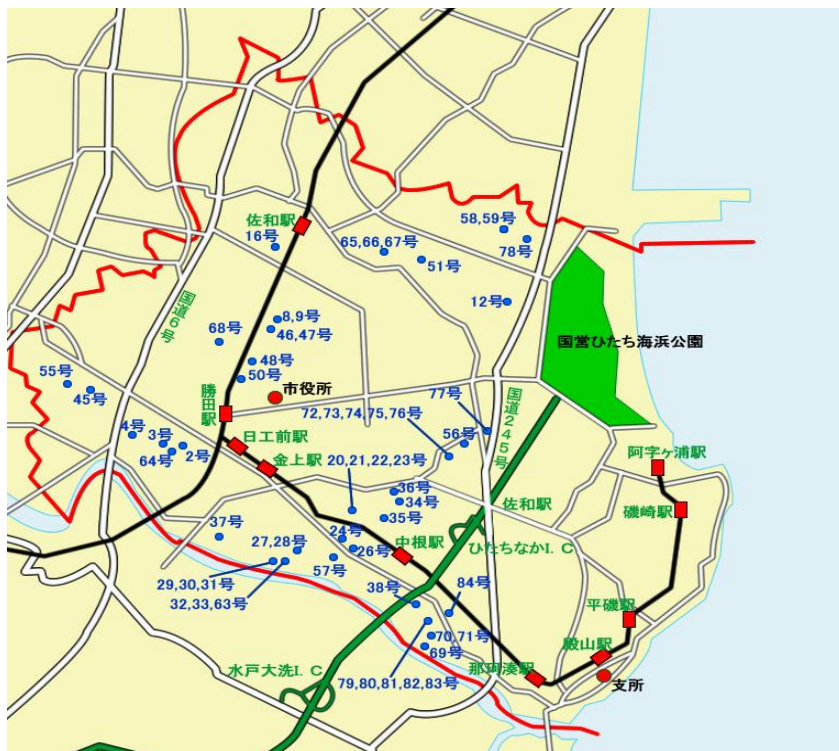 58,59号
佐和駅
16号
65,66,67号
78号
51号
国道6号
12号
8,9号
46,47号
68号
国営ひたち海浜公園
48号
55号
50号
45号
市役所
勝田駅
77号
国道245号
72,73,74,75,76号
4号
3号
日工前駅
56号
64号
2号
阿字ヶ浦駅
金上駅
20,21,22,23号
36号
34号
佐和駅
磯崎駅
35号
37号
24号
27,28号
26号
中根駅
ひたちなかI. C
57号
29,30,31号
84号
38号
32,33,63号
平磯駅
70,71号
殿山駅
69号
水戸大洗I. C
那珂湊駅
79,80,81,82,83号
支所